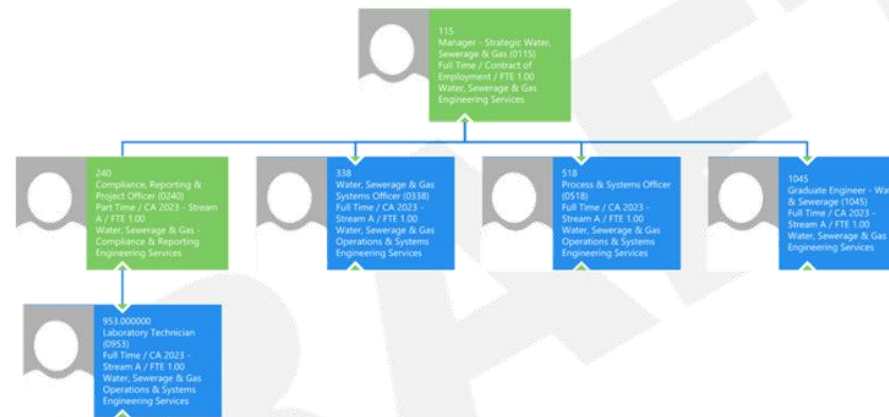 115
Manager - Strategic Water,
Sewerage & Gas (0115)
Full Time / Contract of
Employment / FTE 1.00
Water, Sewerage & Gas
Engineering Services
240
Compliance, Reporting &
Project Officer (0240)
Part Time / CA 2023 - Stream
A / FTE 1.00
Water, Sewerage & Gas -
Compliance & Reporting
Engineering Services
338
Water, Sewerage & Gas
Systems Officer (0338)
Full Time / CA 2023 -
Stream A / FTE 1.00
Water, Sewerage & Gas
Operations & Systems
Engineering Services
518
Process & Systems Officer
(0518)
Full Time / CA 2023 -
Stream A / FTE 1.00
Water, Sewerage & Gas
Operations & Systems
Engineering Services
1045
Graduate Engineer - Wa
& Sewerage (1045)
Full Time / CA 2023 -
Stream A / FTE 1.00
Water, Sewerage & Gas
Engineering Services
953.000000
Laboratory Technician
(0953)
Full Time / CA 2023 -
Stream A / FTE 1.00
Water, Sewerage & Gas
Operations & Systems
Engineering Services